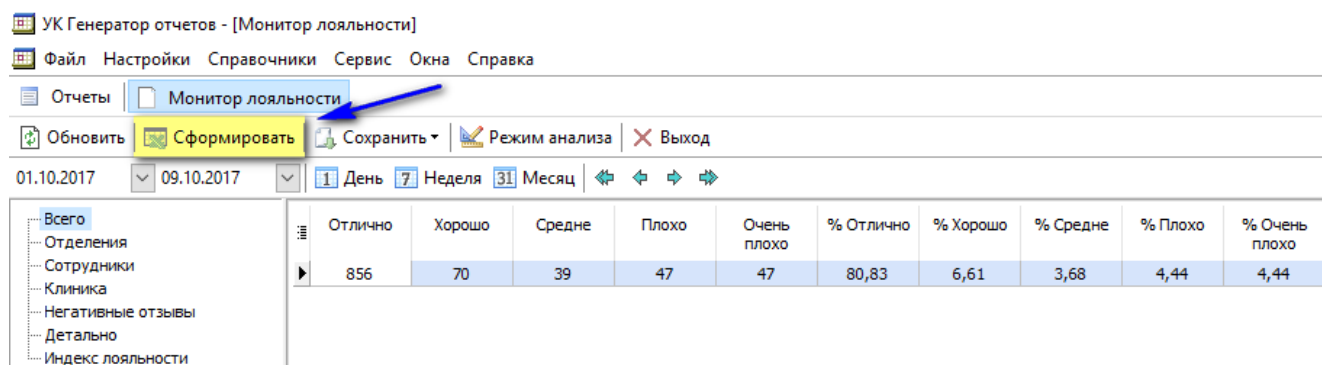 УК Генератор отчетов - [Монитор лояльности]
Файл Настройки Справочники Сервис Окна Справка
Отчеты Монитор лояльности
Обновить Сформировать Сохранить Режим анализа Выход
01.10.2017 09.10.2017 1 День 7 Неделя 31 Месяц
Всего
Отделения
Сотрудники
Клиника
Негативные отзывы
Детально
Индекс лояльности
Отлично Хорошо Средне Плохо Очень плохо % Отлично % Хорошо % Средне % Плохо % Очень плохо
856 70 39 47 47 80,83 6,61 3,68 4,44 4,44